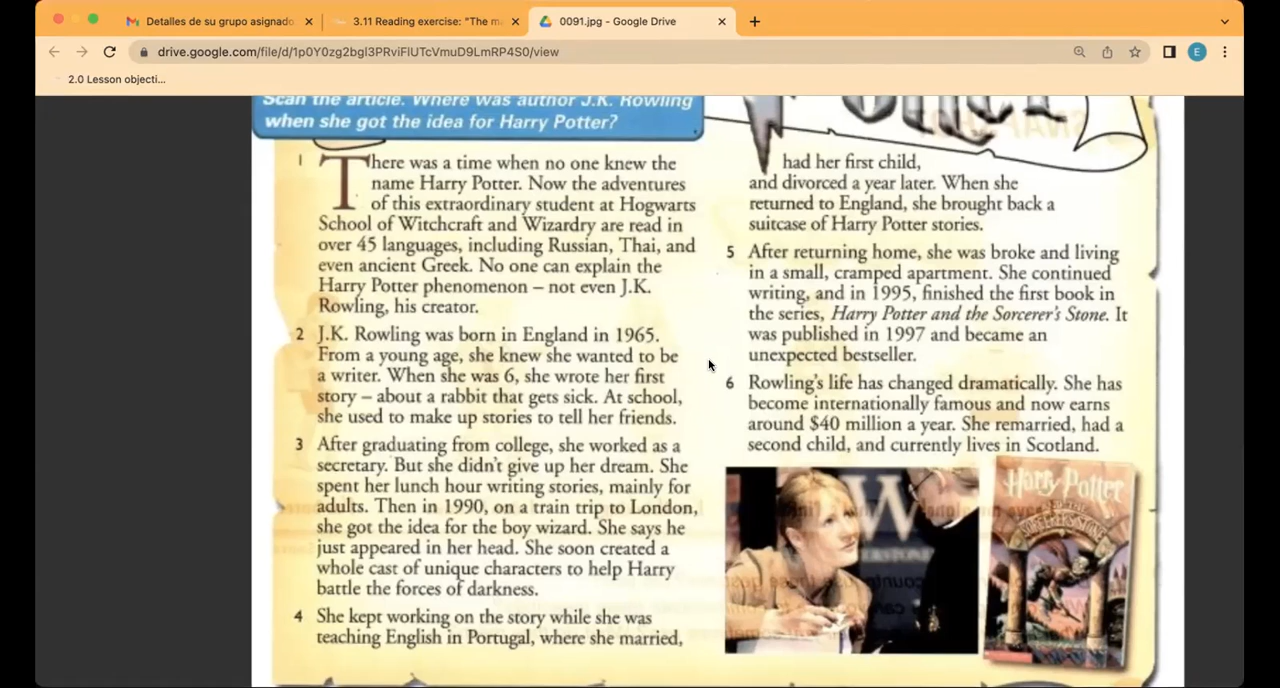 Detalles de su grupo asignado
3.11 Reading exercise: "The m
0091.jpg - Google Drive
drive.google.com/file/d/1p0Y0zg2bgl3PRviFlUTcVmuD9LmRP4S0/view
E
2.0 Lesson objecti...
Scan the article. Where was author J.K. Rowling
when she got the idea for Harry Potter?
1 There was a time when no one knew the
name Harry Potter. Now the adventures
of this extraordinary student at Hogwarts
School of Witchcraft and Wizardry are read in
over 45 languages, including Russian, Thai, and
even ancient Greek. No one can explain the
Harry Potter phenomenon – not even J.K.
Rowling, his creator.
2 J.K. Rowling was born in England in 1965.
From a young age, she knew she wanted to be
a writer. When she was 6, she wrote her first
story – about a rabbit that gets sick. At school,
she used to make up stories to tell her friends.
3 After graduating from college, she worked as a
secretary. But she didn't give up her dream. She
spent her lunch hour writing stories, mainly for
adults. Then in 1990, on a train trip to London,
she got the idea for the boy wizard. She says he
just appeared in her head. She soon created a
whole cast of unique characters to help Harry
battle the forces of darkness.
4 She kept working on the story while she was
teaching English in Portugal, where she married,
had her first child,
and divorced a year later. When she
returned to England, she brought back a
suitcase of Harry Potter stories.
5 After returning home, she was broke and living
in a small, cramped apartment. She continued
writing, and in 1995, finished the first book in
the series, Harry Potter and the Sorcerer's Stone. It
was published in 1997 and became an
unexpected bestseller.
6 Rowling's life has changed dramatically. She has
become internationally famous and now earns
around $40 million a year. She remarried, had a
second child, and currently lives in Scotland.
W
Harry Potter